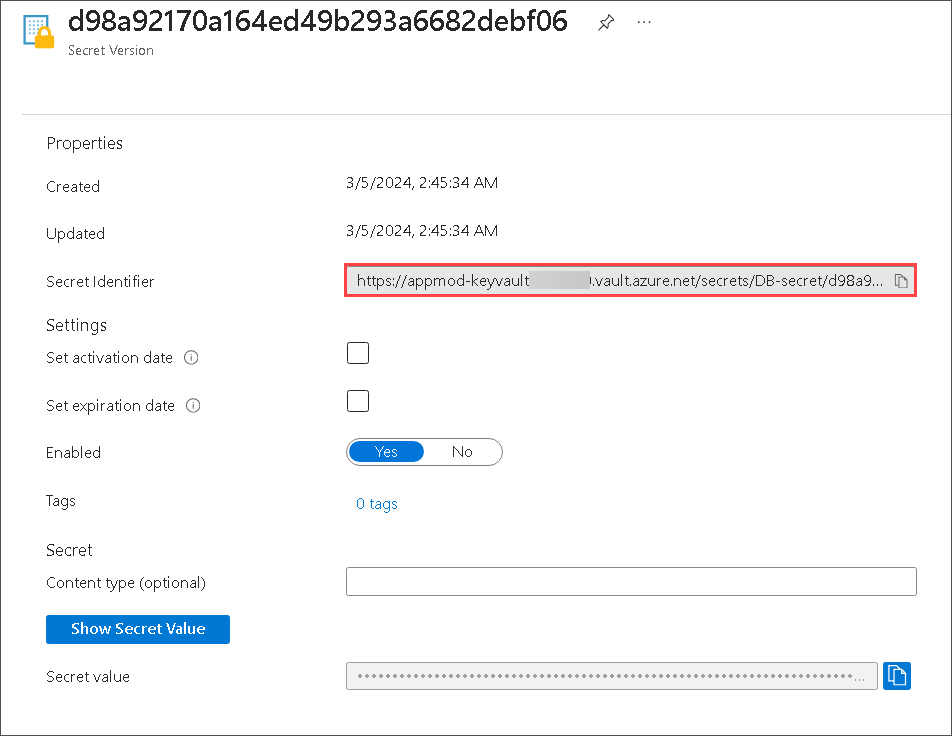 d98a92170a164ed49b293a6682debf06
Secret Version
Properties
Created 3/5/2024, 2:45:34 AM
Updated 3/5/2024, 2:45:34 AM
Secret Identifier https://appmod-keyvault .vault.azure.net/secrets/DB-secret/d98a9...
Settings
Set activation date
Set expiration date
Enabled Yes No
Tags 0 tags
Secret
Content type (optional)
Show Secret Value
Secret value ...